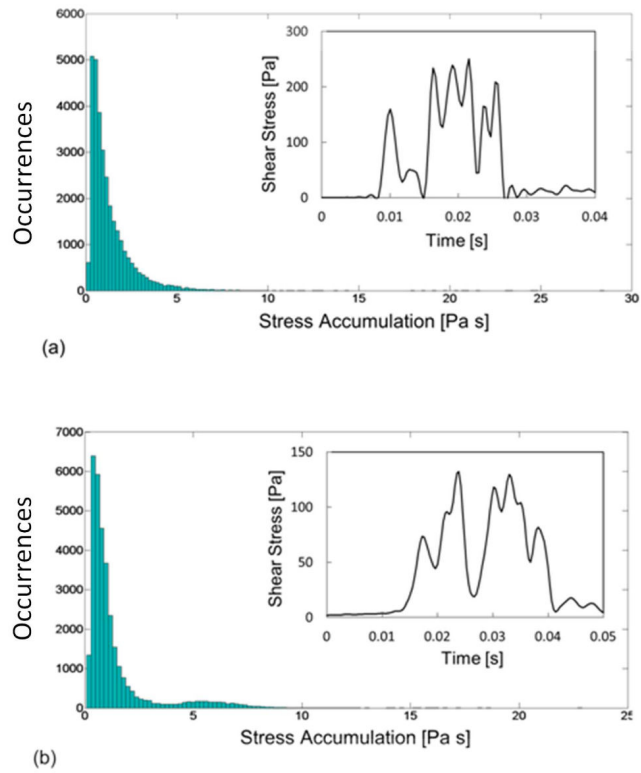 6000
5000
4000
3000
2000
1000
0
Occurrences
0 5 10 15 20 25 30
Stress Accumulation [Pa s]
300
200
100
0
Shear Stress [Pa]
0 0.01 0.02 0.03 0.04
Time [s]
(a)
7000
6000
5000
4000
3000
2000
1000
0
Occurrences
0 5 10 15 20 25
Stress Accumulation [Pa s]
150
100
50
0
Shear Stress [Pa]
0 0.01 0.02 0.03 0.04 0.05
Time [s]
(b)